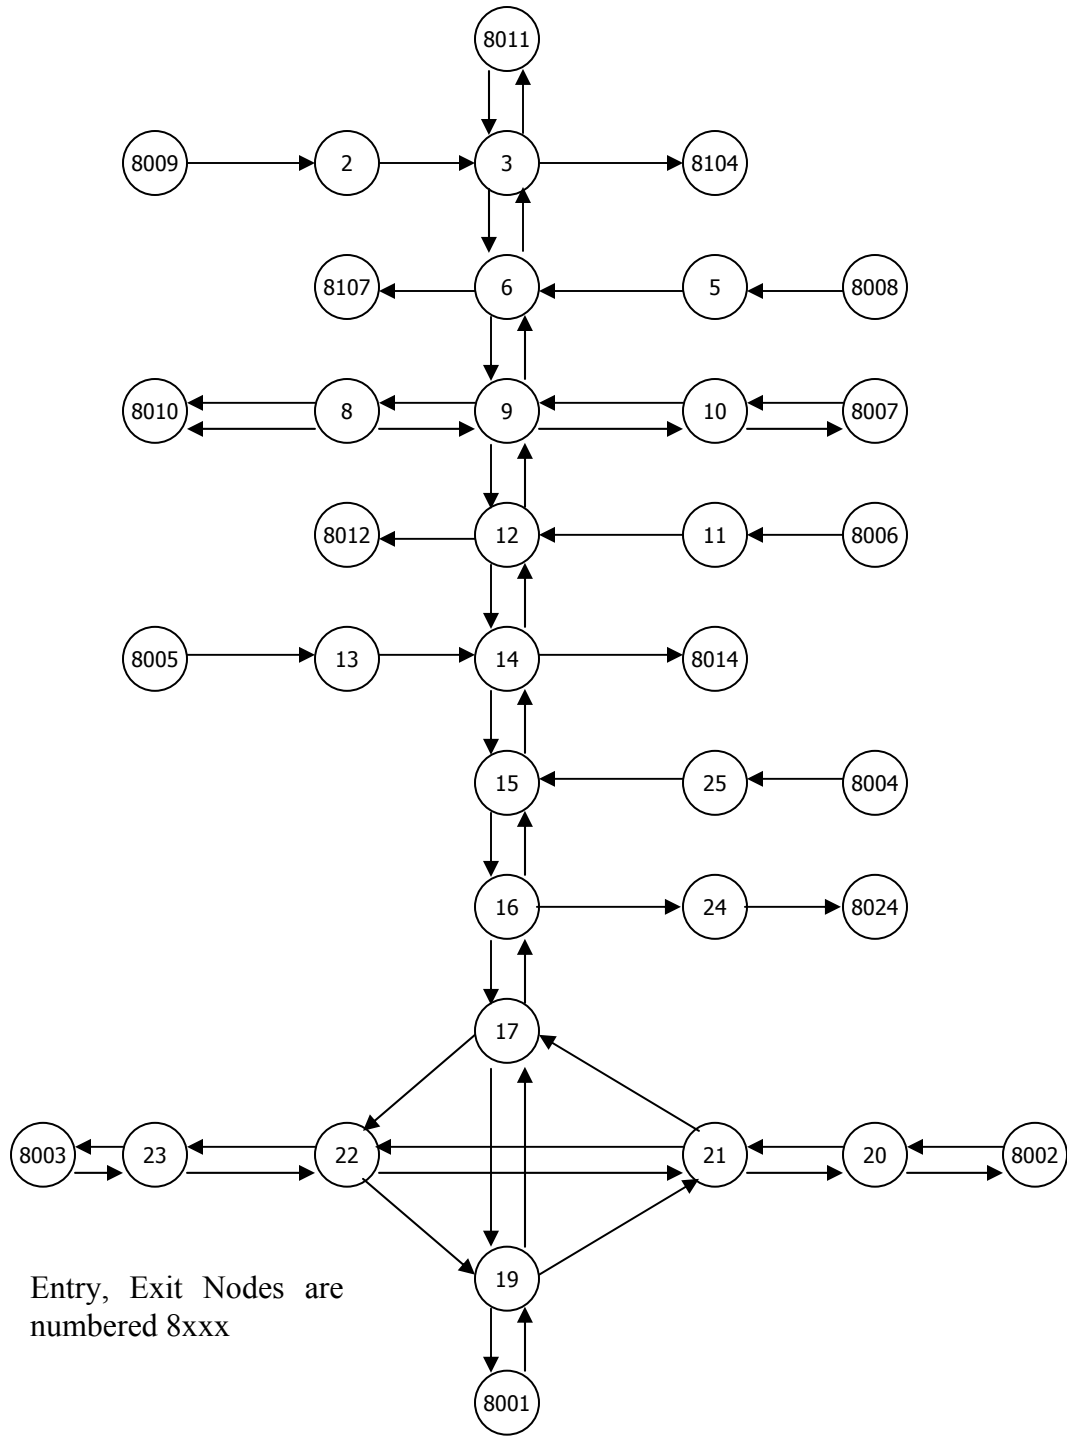 8011
8009 2 3 8104
8107 6 5 8008
8010 8 9 10 8007
8012 12 11 8006
8005 13 14 8014
15 25 8004
16 24 8024
17
8003 23 22 21 20 8002
19
Entry, Exit Nodes are
numbered 8xxx
8001